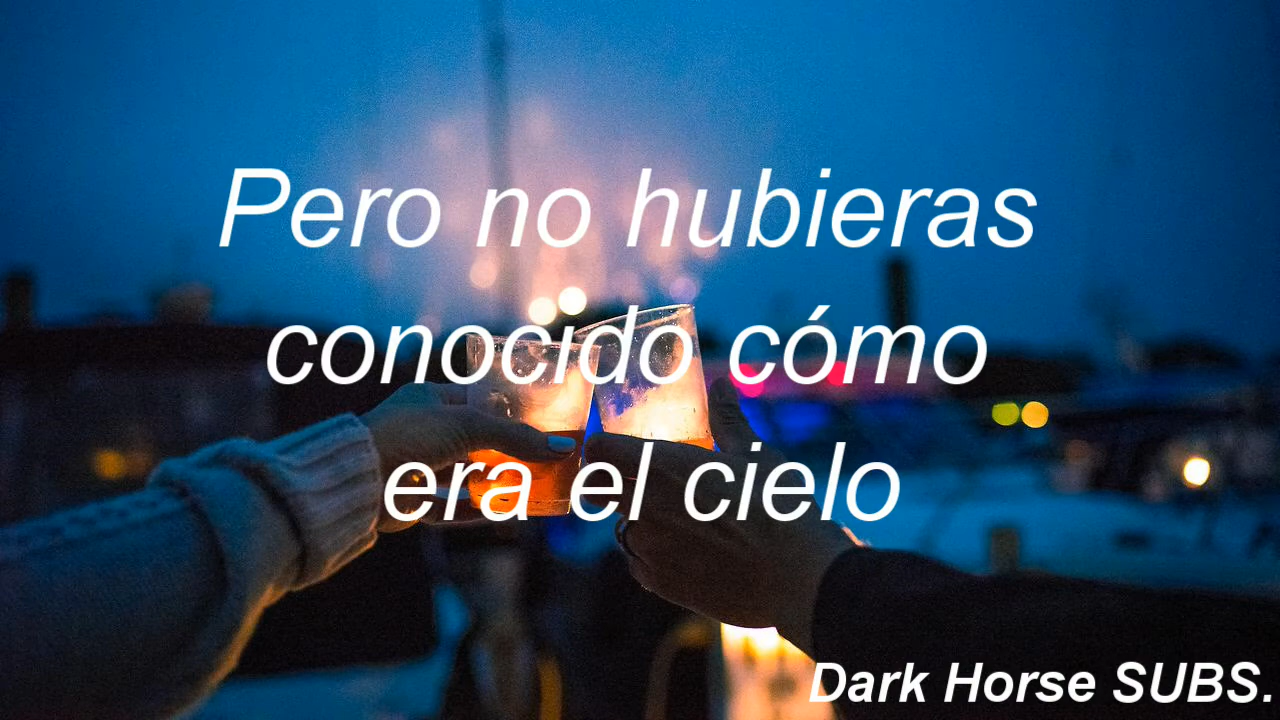 Pero no hubieras
conocido cómo
era el cielo
Dark Horse SUBS.